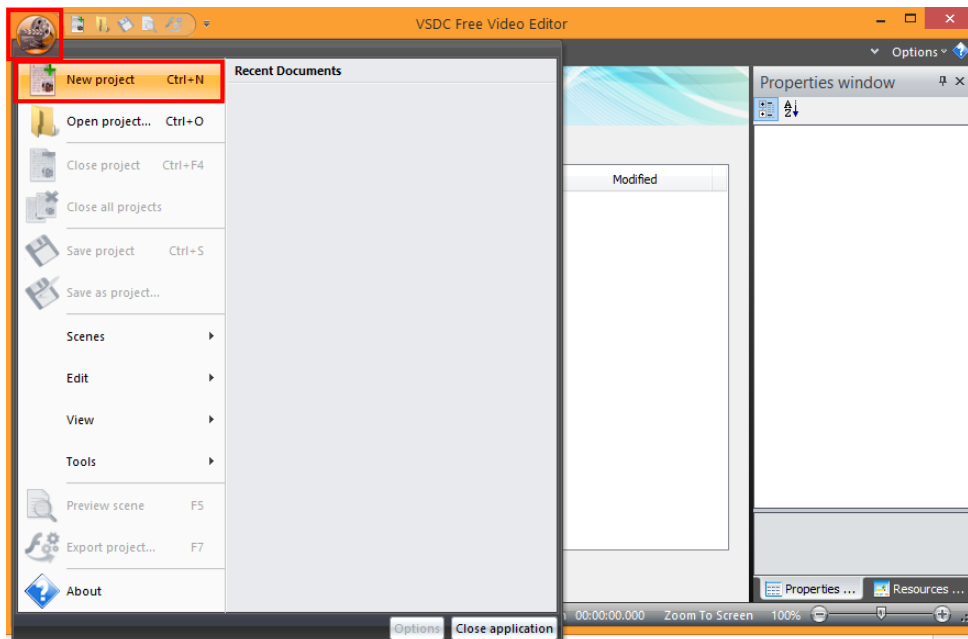 VSDC Free Video Editor
Options
New project Ctrl+N
Recent Documents
Properties window
Open project... Ctrl+O
Close project Ctrl+F4
Modified
Close all projects
Save project Ctrl+S
Save as project...
Scenes
Edit
View
Tools
Preview scene F5
Export project... F7
About
Properties ... Resources ...
00:00:00.000 Zoom To Screen 100%
Options Close application